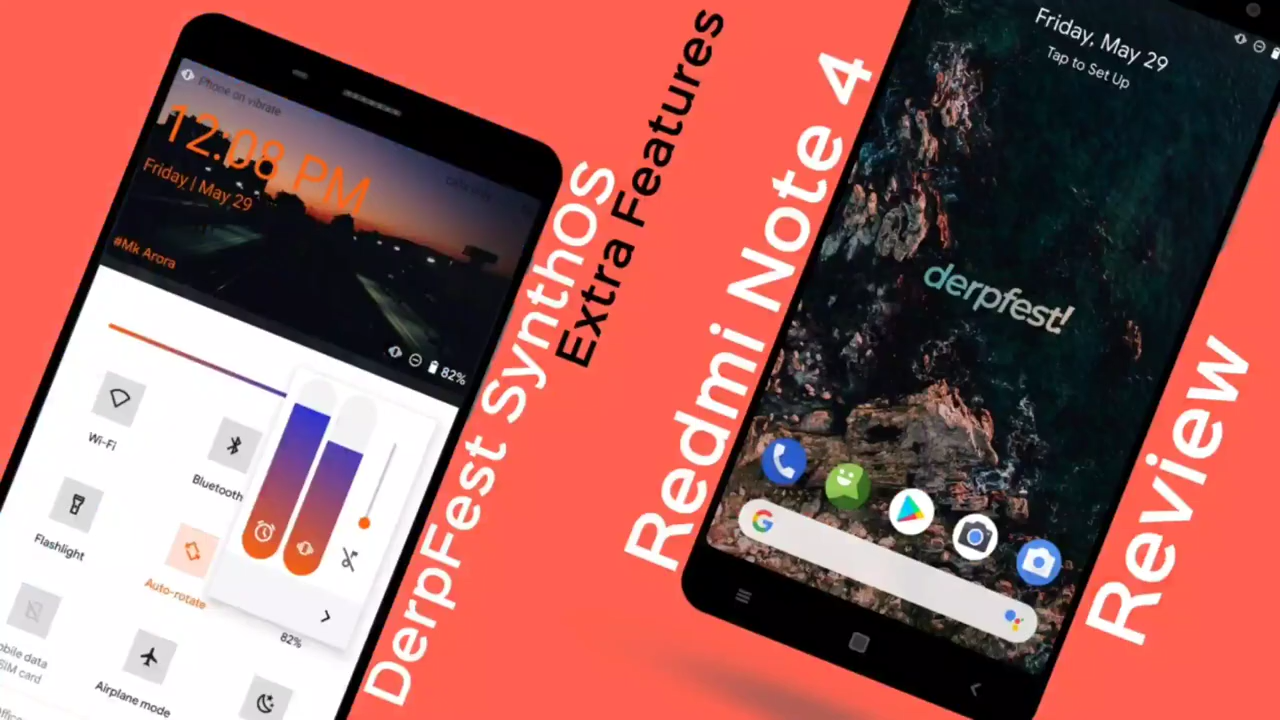 Phone on vibrate
12:08 PM
Friday | May 29
#Mk Arora
82%
Wi-Fi
Bluetooth
Flashlight
Auto-rotate
82%
Airplane mode
DerpFest SynthOS
Extra Features
Redmi Note 4
Friday, May 29
Tap to Set Up
derpfest!
G
Review